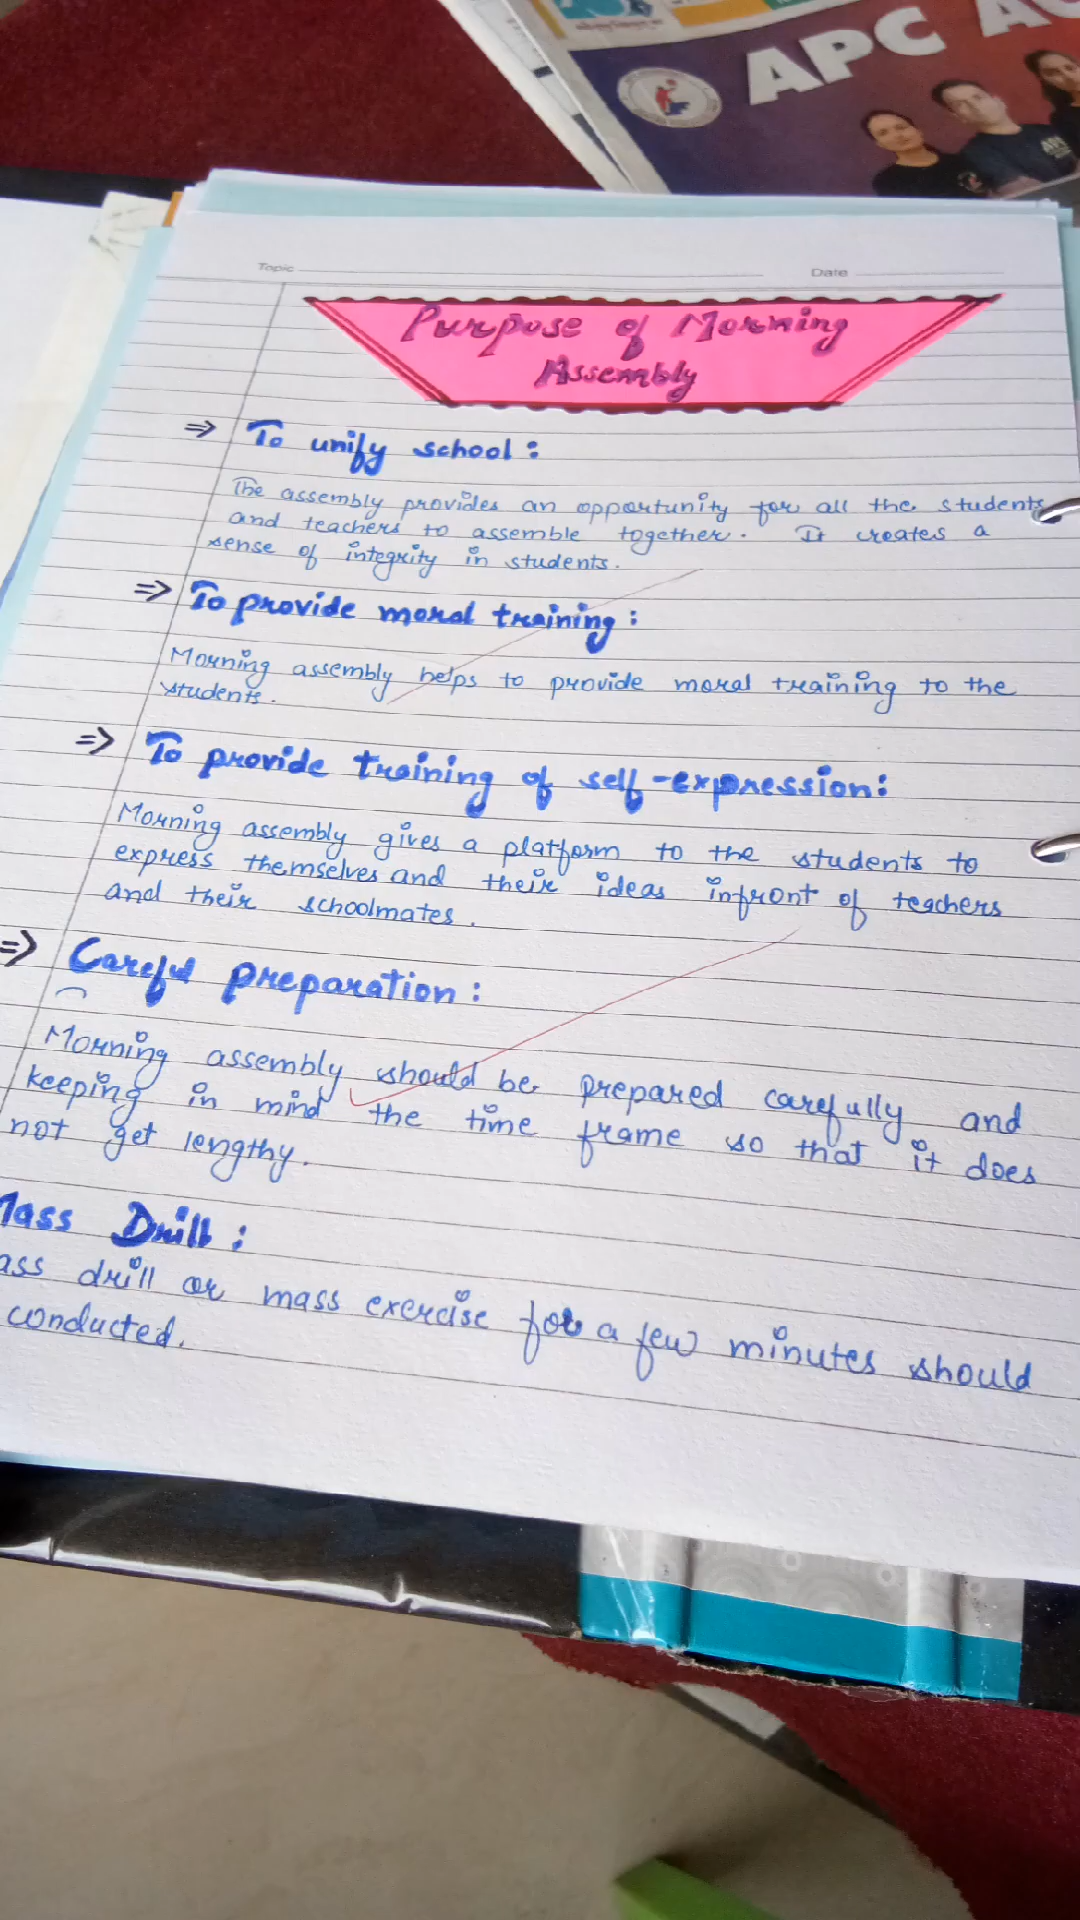 APC
Topic
Date
Purpose of Morning
Assembly
⇒ To unify school:
The assembly provides an opportunity for all the students
and teachers to assemble together. It creates a
sense of integrity in students.
⇒ To provide moral training:
Morning assembly helps to provide moral training to the
students.
⇒ To provide training of self-expression:
Morning assembly gives a platform to the students to
express themselves and their ideas infront of teachers
and their schoolmates.
⇒ Careful preparation:
Morning assembly should be prepared carefully and
keeping in mind the time frame so that it does
not get lengthy.
Mass Drill:
ass drill or mass exercise for a few minutes should
conducted.